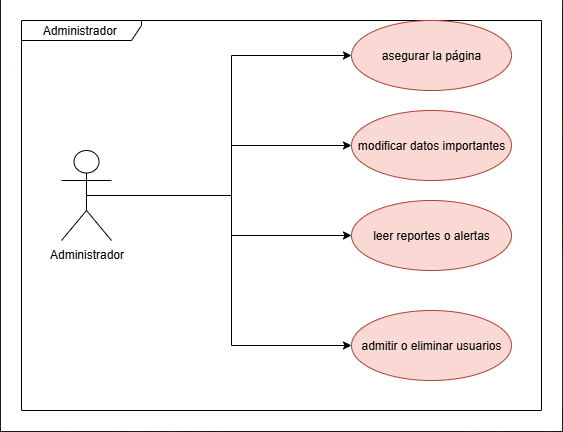 Administrador
asegurar la página
modificar datos importantes
leer reportes o alertas
Administrador
admitir o eliminar usuarios